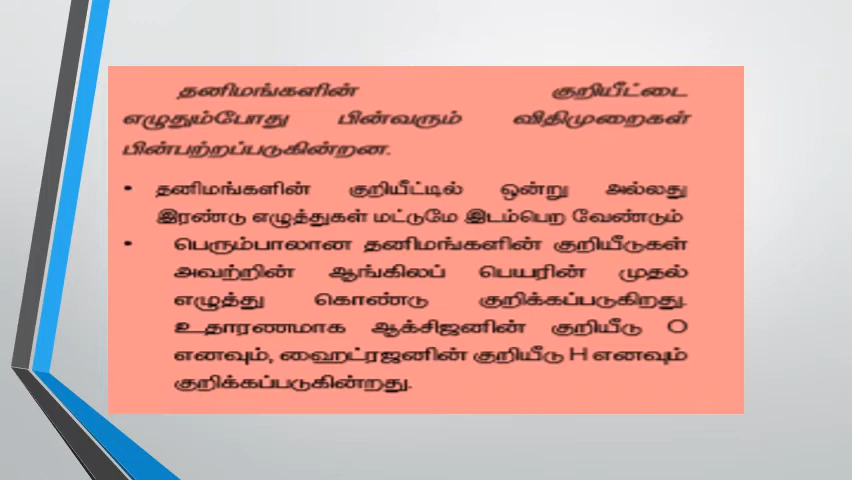 தனிமங்களின் குறியீட்டை
எழுதும்போது பின்வரும் விதிமுறைகள்
பின்பற்றப்படுகின்றன.
• தனிமங்களின் குறியீட்டில் ஒன்று அல்லது
இரண்டு எழுத்துகள் மட்டுமே இடம்பெற வேண்டும்
• பெரும்பாலான தனிமங்களின் குறியீடுகள்
அவற்றின் ஆங்கிலப் பெயரின் முதல்
எழுத்து கொண்டு குறிக்கப்படுகிறது.
உதாரணமாக ஆக்சிஜனின் குறியீடு O
எனவும், ஹைட்ரஜனின் குறியீடு H எனவும்
குறிக்கப்படுகின்றது.